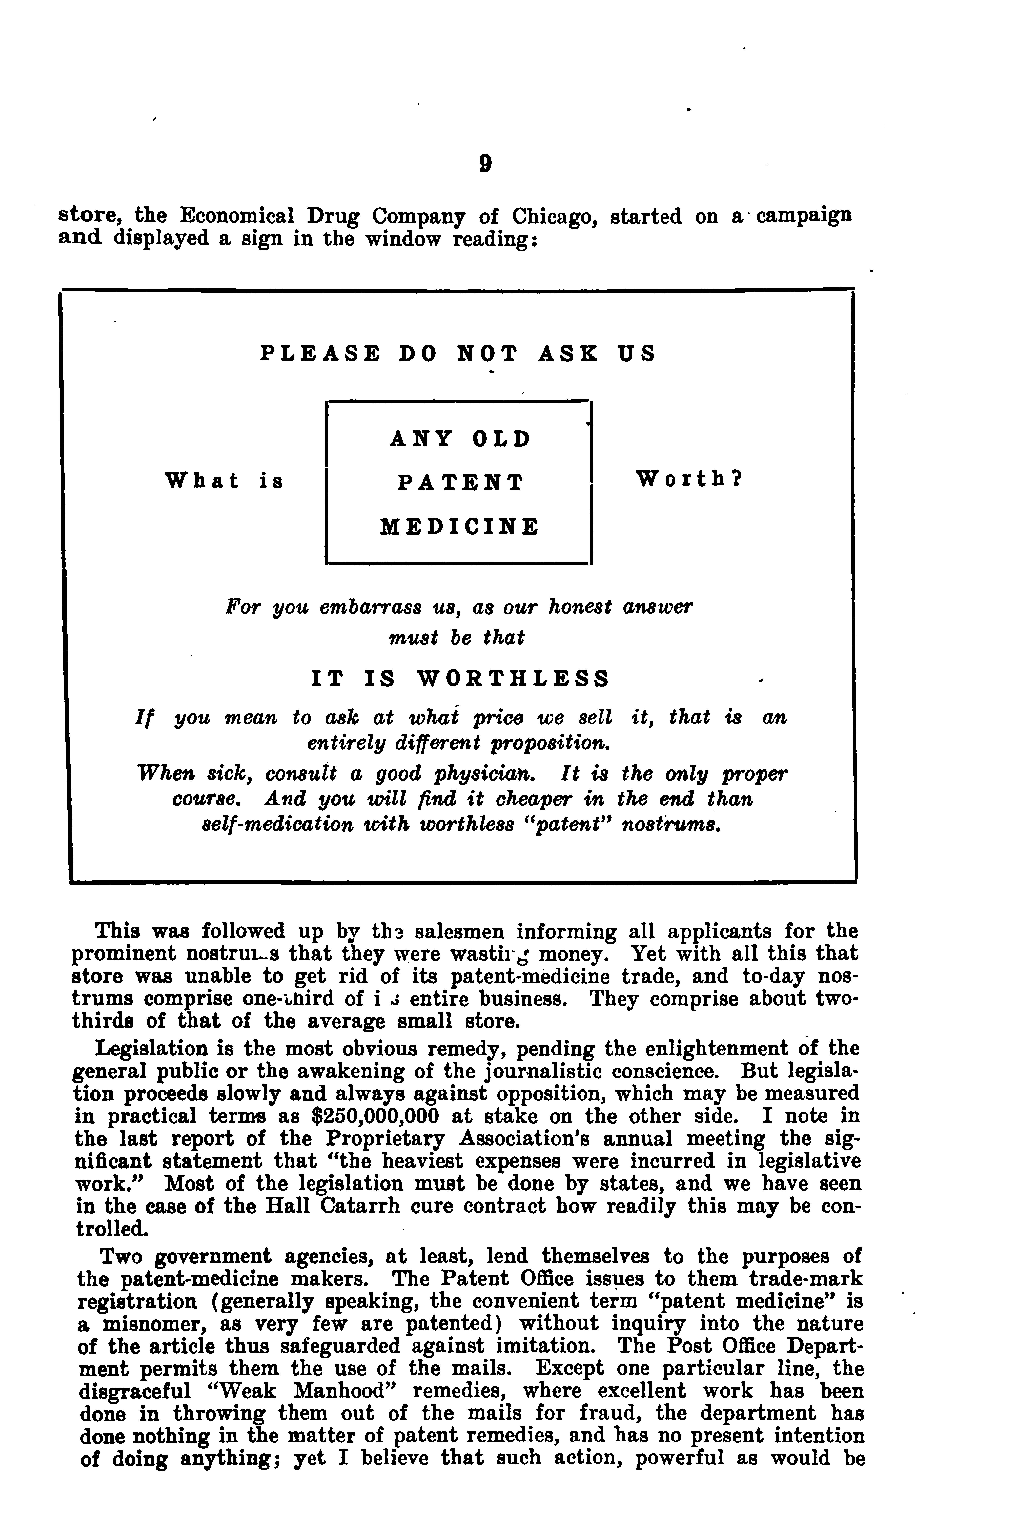 9
store, the Economical Drug Company of Chicago, started on a campaign
and displayed a sign in the window reading:
PLEASE DO NOT ASK US
What is
ANY OLD
PATENT
MEDICINE
Worth?
For you embarrass us, as our honest answer
must be that
IT IS WORTHLESS
If you mean to ask at what price we sell it, that is an
entirely different proposition.
When sick, consult a good physician. It is the only proper
course. And you will find it cheaper in the end than
self-medication with worthless "patent" nostrums.
This was followed up by the salesmen informing all applicants for the
prominent nostrums that they were wasting money. Yet with all this that
store was unable to get rid of its patent-medicine trade, and to-day nos-
trums comprise one-third of its entire business. They comprise about two-
thirds of that of the average small store.
Legislation is the most obvious remedy, pending the enlightenment of the
general public or the awakening of the journalistic conscience. But legisla-
tion proceeds slowly and always against opposition, which may be measured
in practical terms as $250,000,000 at stake on the other side. I note in
the last report of the Proprietary Association's annual meeting the sig-
nificant statement that "the heaviest expenses were incurred in legislative
work." Most of the legislation must be done by states, and we have seen
in the case of the Hall Catarrh cure contract how readily this may be con-
trolled.
Two government agencies, at least, lend themselves to the purposes of
the patent-medicine makers. The Patent Office issues to them trade-mark
registration (generally speaking, the convenient term "patent medicine" is
a misnomer, as very few are patented) without inquiry into the nature
of the article thus safeguarded against imitation. The Post Office Depart-
ment permits them the use of the mails. Except one particular line, the
disgraceful "Weak Manhood" remedies, where excellent work has been
done in throwing them out of the mails for fraud, the department has
done nothing in the matter of patent remedies, and has no present intention
of doing anything; yet I believe that such action, powerful as would be